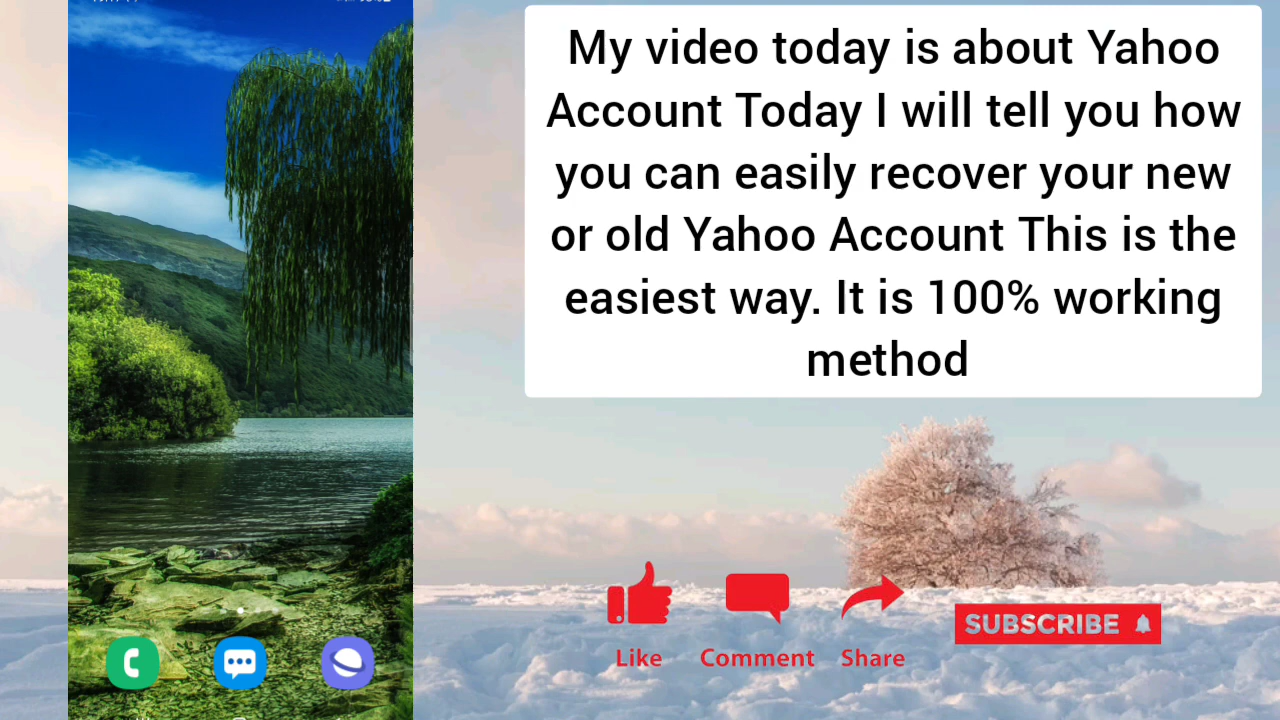 My video today is about Yahoo
Account Today I will tell you how
you can easily recover your new
or old Yahoo Account This is the
easiest way. It is 100% working
method
Like
Comment
Share
SUBSCRIBE